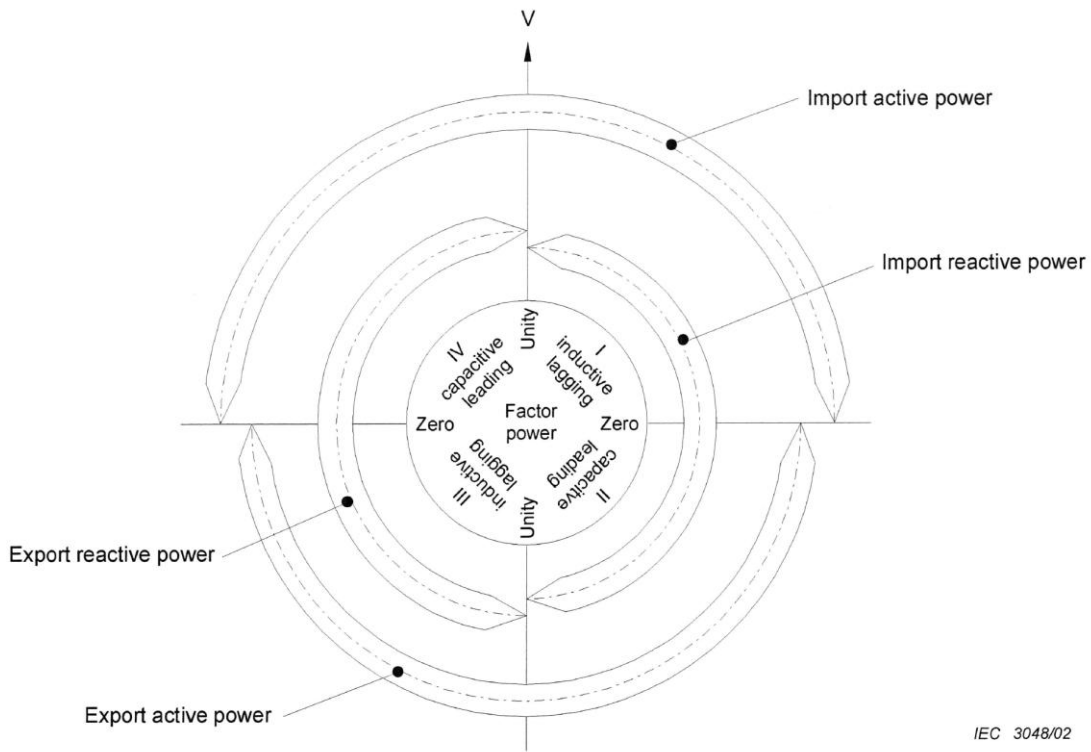 V
Import active power
Import reactive power
Unity
IV
capacitive
leading
I
inductive
lagging
Zero
Factor
power
Zero
III
inductive
lagging
II
capacitve
leading
Unity
Export reactive power
Export active power
IEC 3048/02